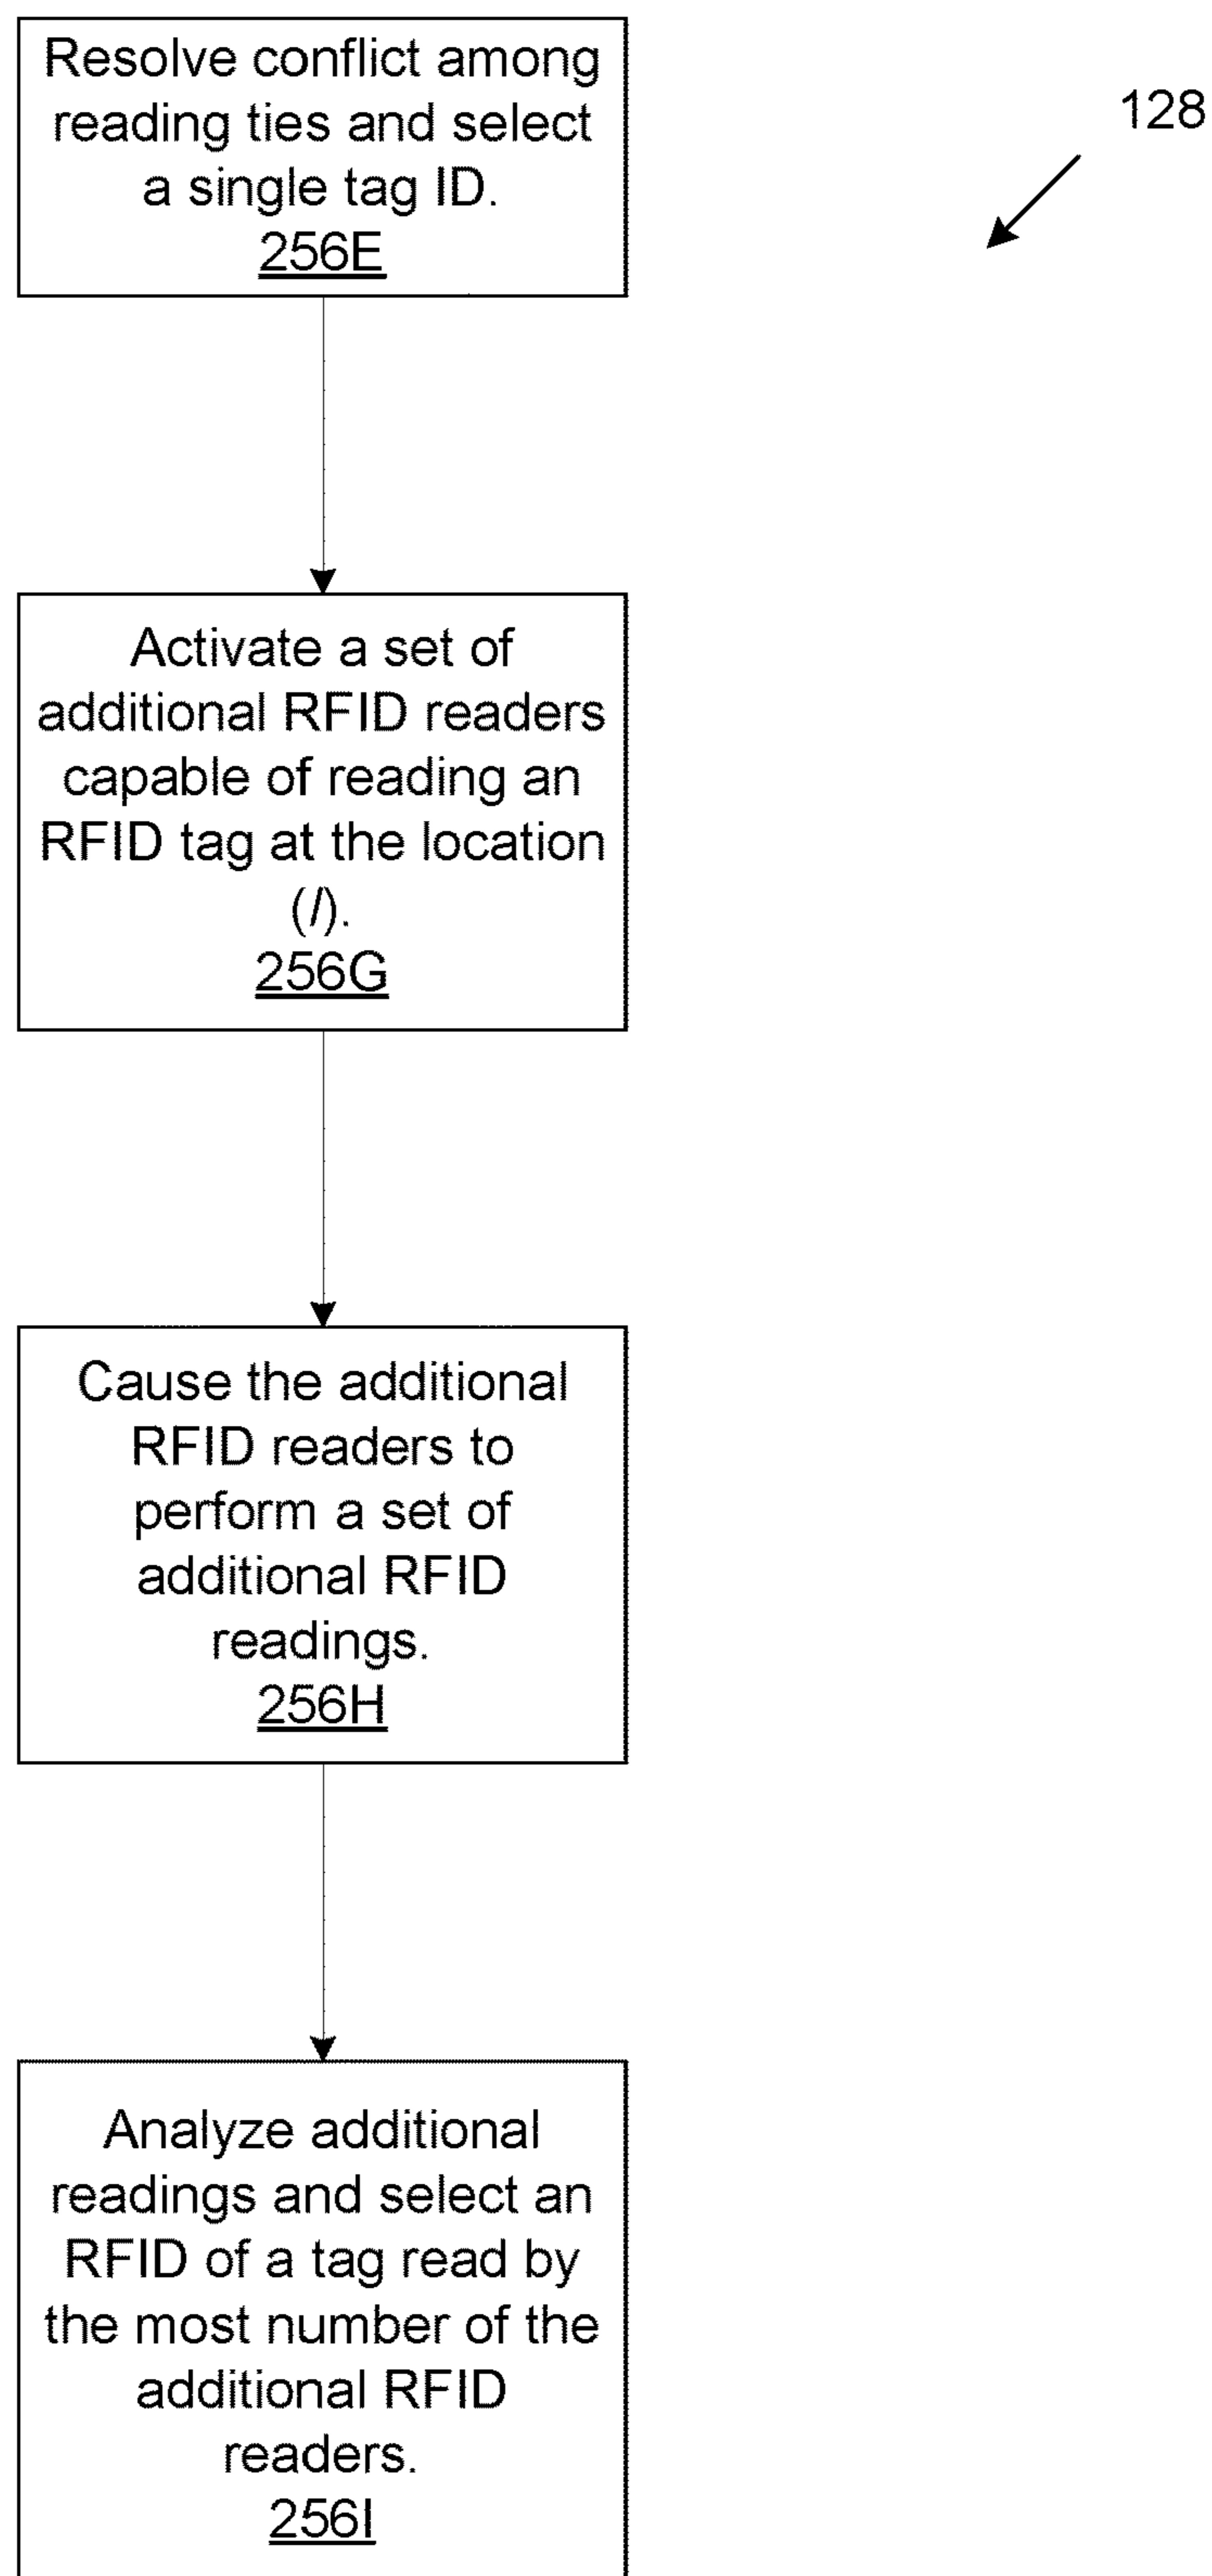 Resolve conflict among
reading ties and select
a single tag ID.
256E
128
Activate a set of
additional RFID readers
capable of reading an
RFID tag at the location
(l).
256G
Cause the additional
RFID readers to
perform a set of
additional RFID
readings.
256H
Analyze additional
readings and select an
RFID of a tag read by
the most number of the
additional RFID
readers.
256I